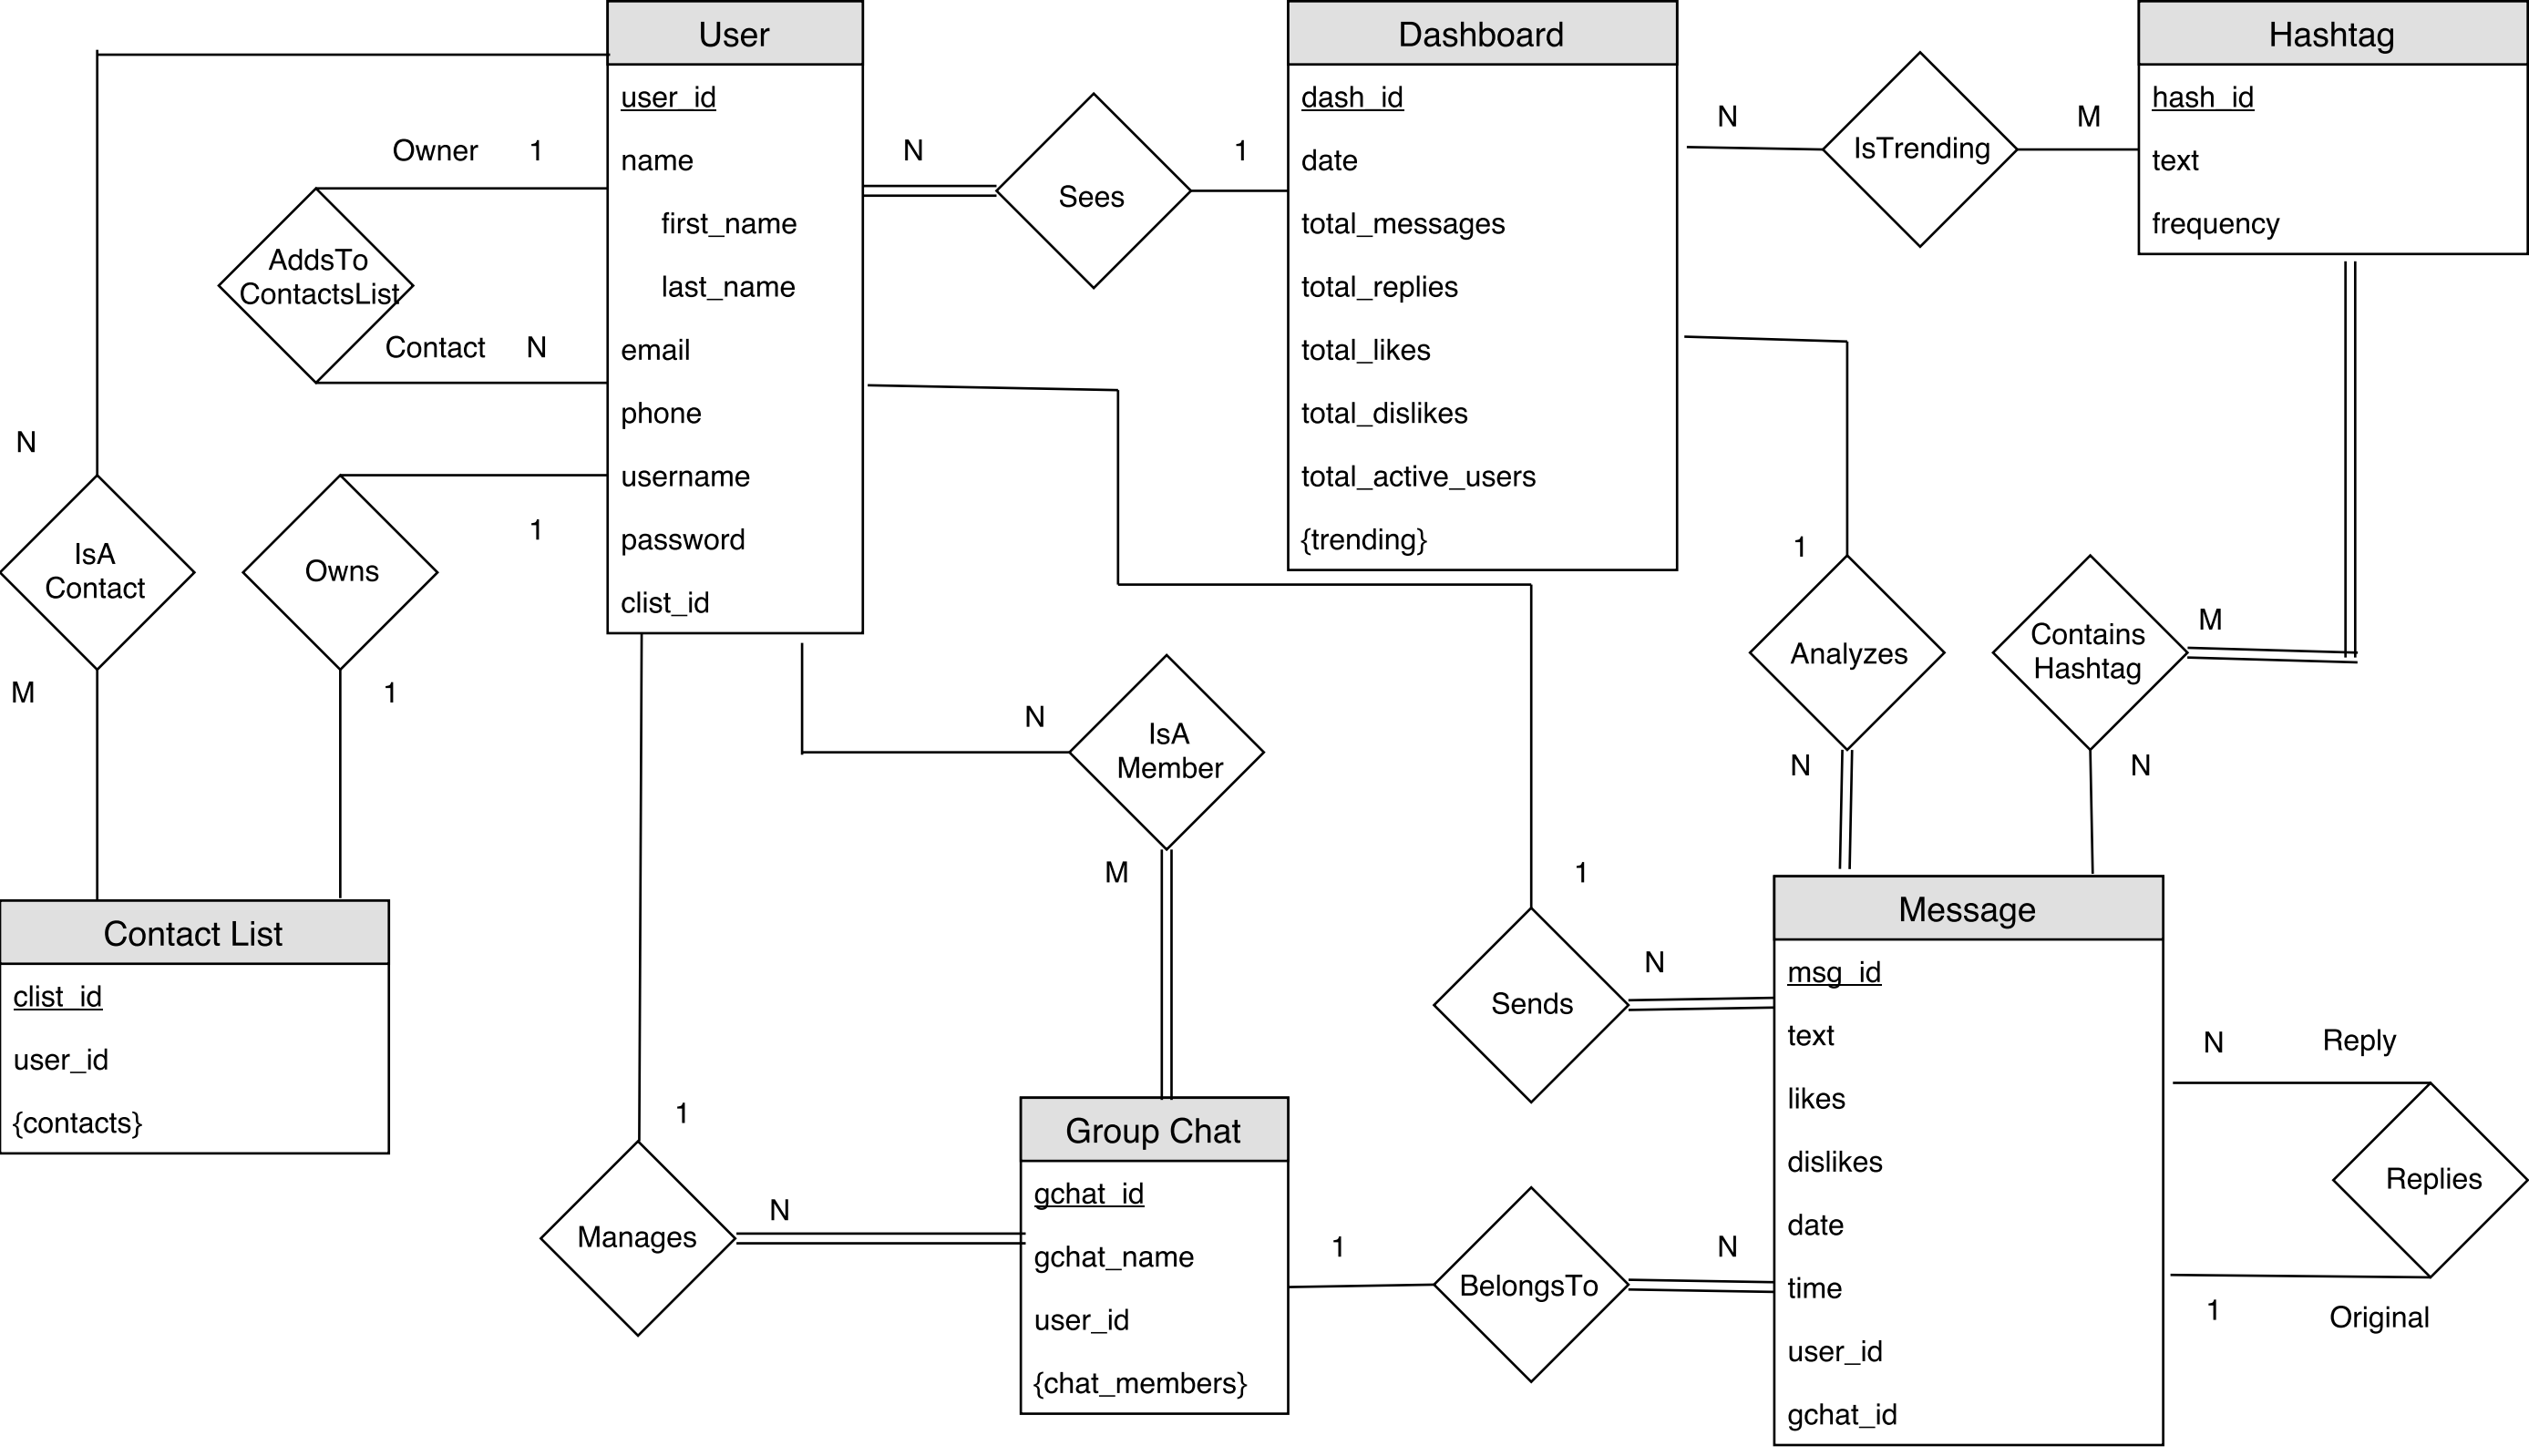 User
user_id
name
first_name
last_name
email
phone
username
password
clist_id
Dashboard
dash_id
date
total_messages
total_replies
total_likes
total_dislikes
total_active_users
{trending}
Hashtag
hash_id
text
frequency
Owner 1
AddsTo
ContactsList
Contact N
N
Sees
1
N
IsTrending
M
N
IsA
Contact
M
1
Owns
1
1
Analyzes
N
M
Contains
Hashtag
N
N
IsA
Member
M
1
Sends
N
Contact List
clist_id
user_id
{contacts}
1
Manages
N
Group Chat
gchat_id
gchat_name
user_id
{chat_members}
1
BelongsTo
N
Message
msg_id
text
likes
dislikes
date
time
user_id
gchat_id
N Reply
Replies
1 Original